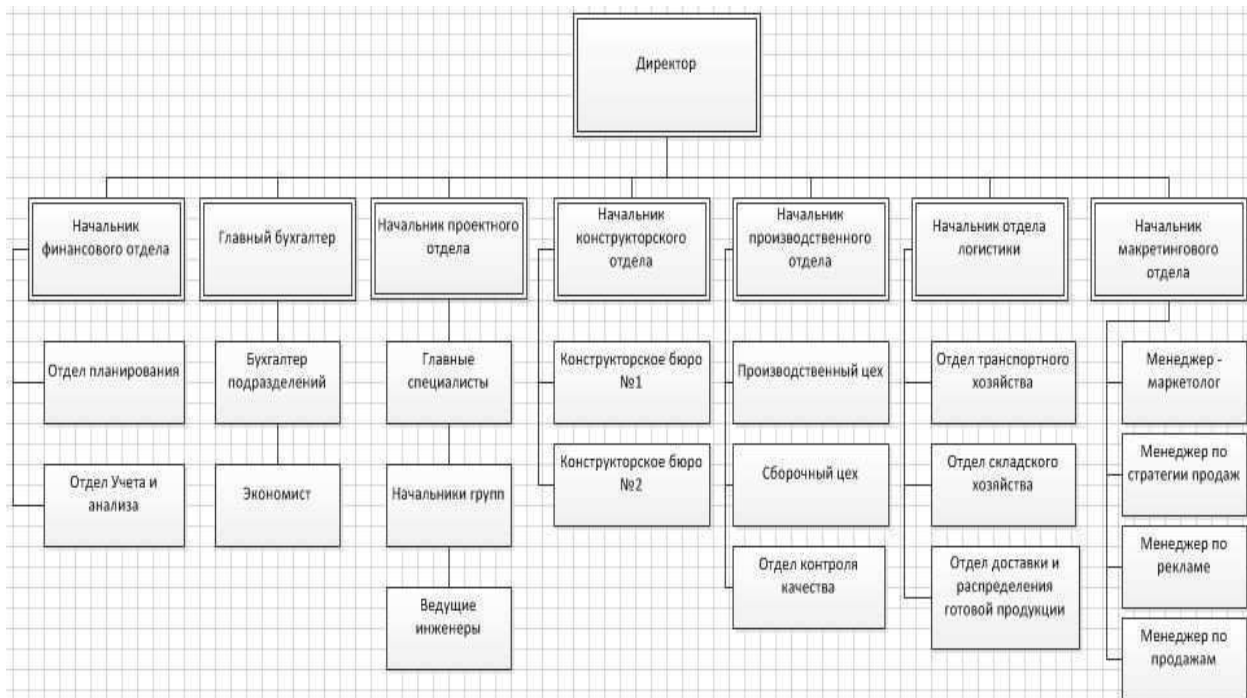 Директор
Начальник
финансового отдела
Главный бухгалтер
Начальник проектного
отдела
Начальник
конструкторского
отдела
Начальник
производственного
отдела
Начальник отдела
логистики
Начальник
макретингового
отдела
Отдел планирования
Бухгалтер
подразделений
Главные
специалисты
Конструкторское бюро
№1
Производственный цех
Отдел транспортного
хозяйства
Менеджер -
маркетолог
Отдел Учета и
анализа
Экономист
Начальники групп
Конструкторское бюро
№2
Сборочный цех
Отдел складского
хозяйства
Менеджер по
стратегии продаж
Ведущие
инженеры
Отдел контроля
качества
Отдел доставки и
распределения
готовой продукции
Менеджер по
рекламе
Менеджер по
продажам